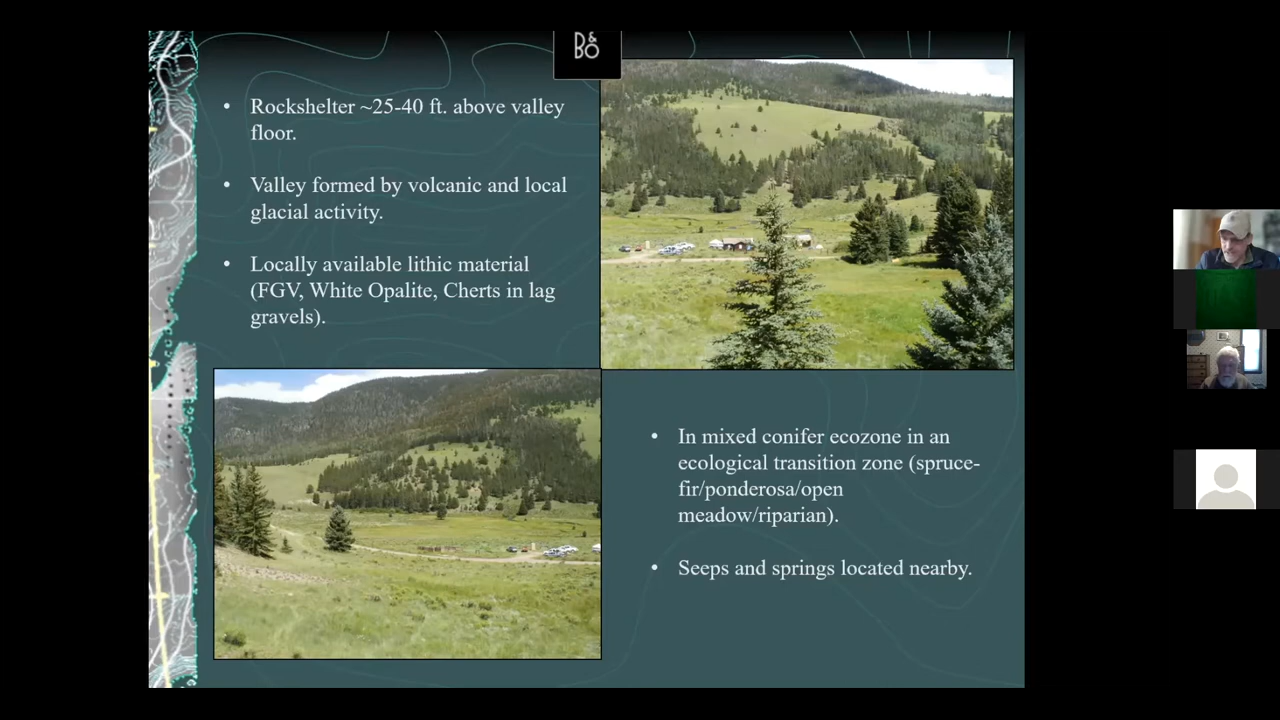 B&
BO
• Rockshelter ~25-40 ft. above valley
floor.
• Valley formed by volcanic and local
glacial activity.
• Locally available lithic material
(FGV, White Opalite, Cherts in lag
gravels).
• In mixed conifer ecozone in an
ecological transition zone (spruce-
fir/ponderosa/open
meadow/riparian).
• Seeps and springs located nearby.